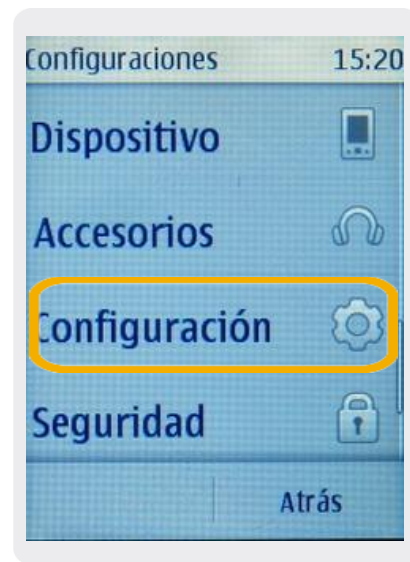 Configuraciones 15:20
Dispositivo
Accesorios
Configuración
Seguridad
Atrás